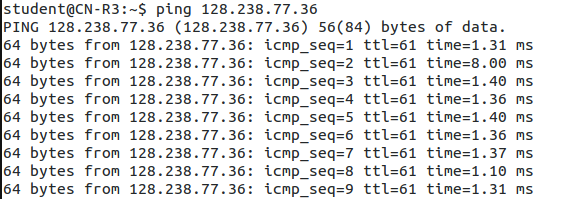 student@CN-R3:~$ ping 128.238.77.36
PING 128.238.77.36 (128.238.77.36) 56(84) bytes of data.
64 bytes from 128.238.77.36: icmp_seq=1 ttl=61 time=1.31 ms
64 bytes from 128.238.77.36: icmp_seq=2 ttl=61 time=8.00 ms
64 bytes from 128.238.77.36: icmp_seq=3 ttl=61 time=1.40 ms
64 bytes from 128.238.77.36: icmp_seq=4 ttl=61 time=1.36 ms
64 bytes from 128.238.77.36: icmp_seq=5 ttl=61 time=1.40 ms
64 bytes from 128.238.77.36: icmp_seq=6 ttl=61 time=1.36 ms
64 bytes from 128.238.77.36: icmp_seq=7 ttl=61 time=1.37 ms
64 bytes from 128.238.77.36: icmp_seq=8 ttl=61 time=1.10 ms
64 bytes from 128.238.77.36: icmp_seq=9 ttl=61 time=1.31 ms